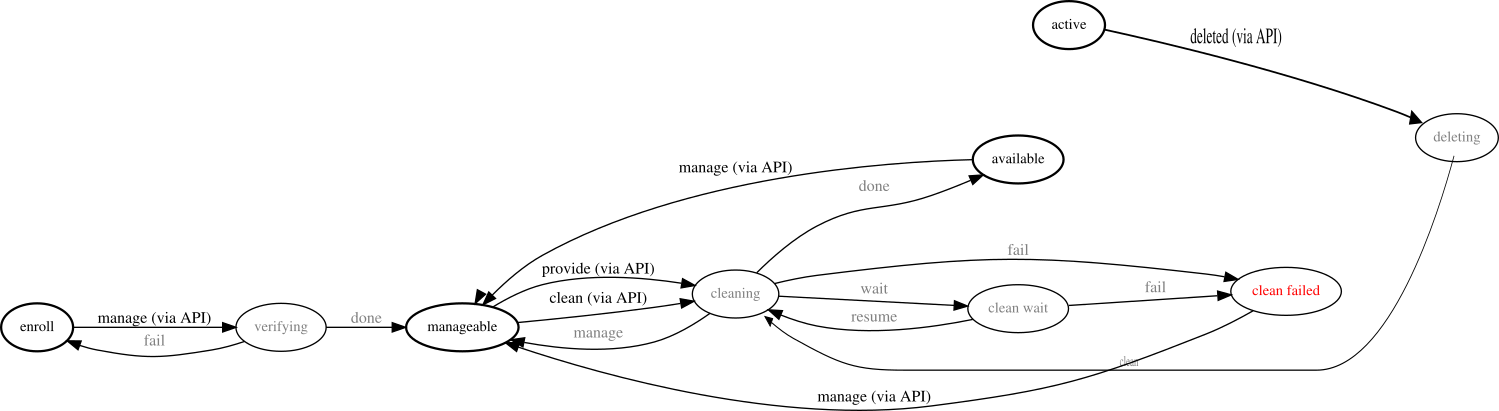 active
deleted (via API)
deleting
available
manage (via API)
done
fail
provide (via API)
cleaning
wait
clean wait
fail
clean failed
clean (via API)
resume
enroll
manage (via API)
verifying
done
manageable
manage
fail
clean
manage (via API)